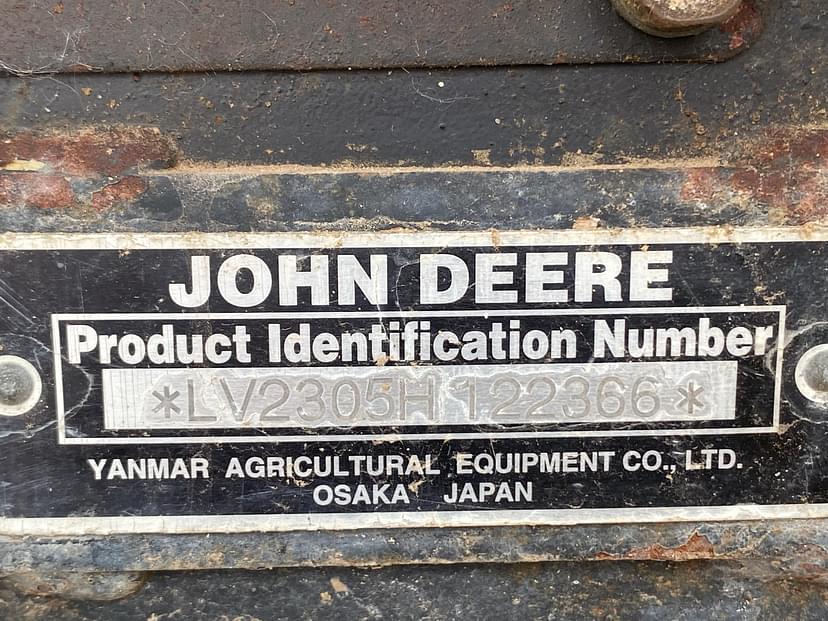 JOHN DEERE
Product Identification Number
*LV2305H122366*
YANMAR AGRICULTURAL EQUIPMENT CO., LTD.
OSAKA JAPAN